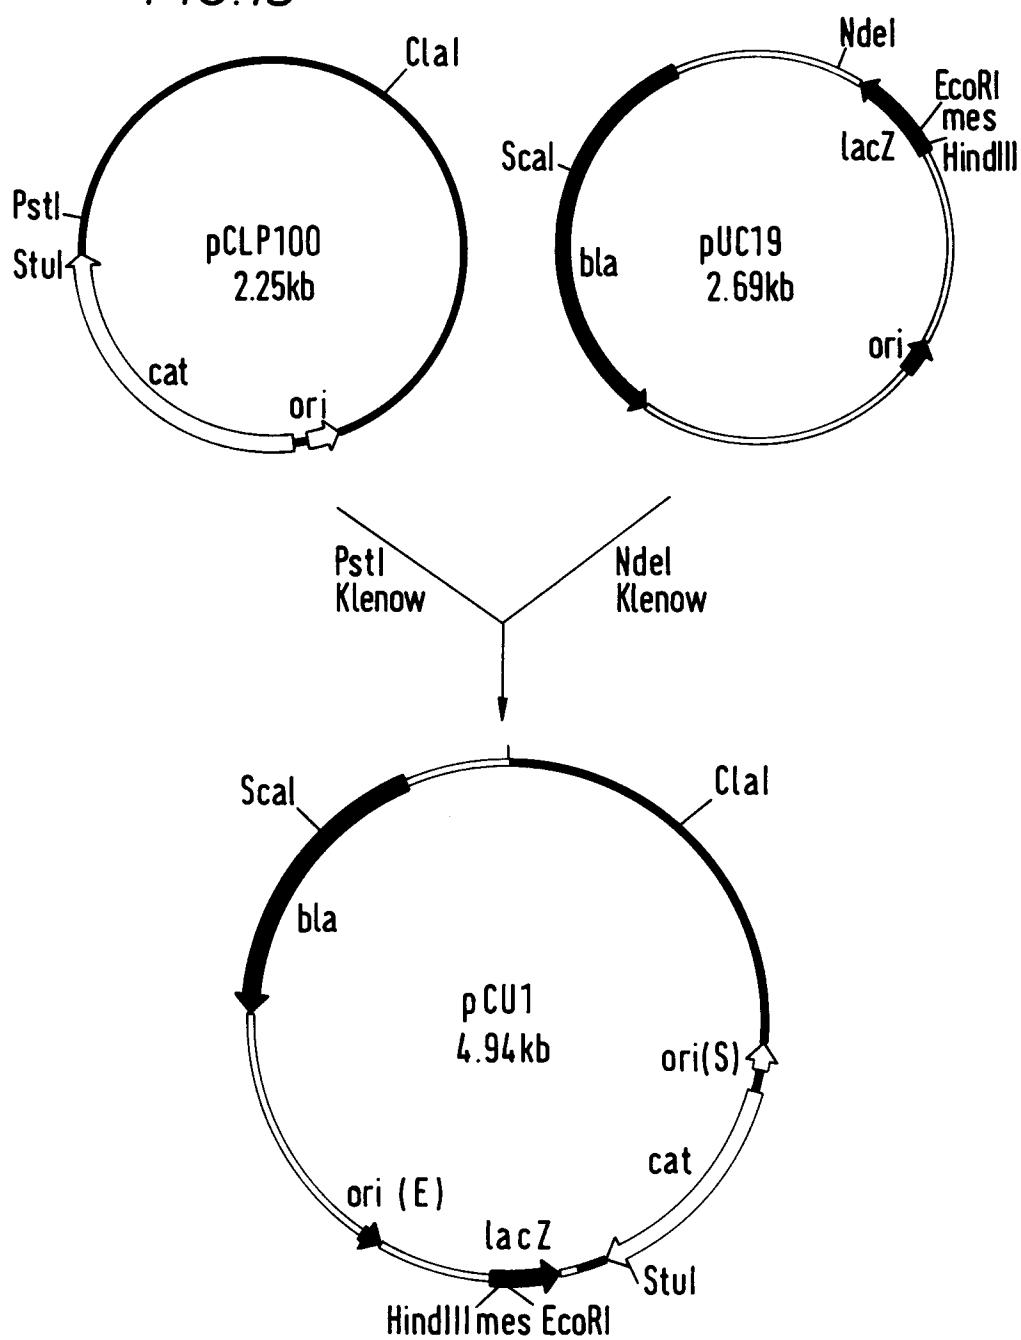 ClaI
PstI
StuI
pCLP100
2.25kb
cat
ori
NdeI
EcoRI
mes
HindIII
lacZ
ScaI
pUC19
2.69kb
bla
ori
PstI
Klenow
NdeI
Klenow
ScaI
ClaI
bla
pCU1
4.94kb
ori(S)
cat
ori (E)
lacZ
StuI
HindIII mes EcoRI